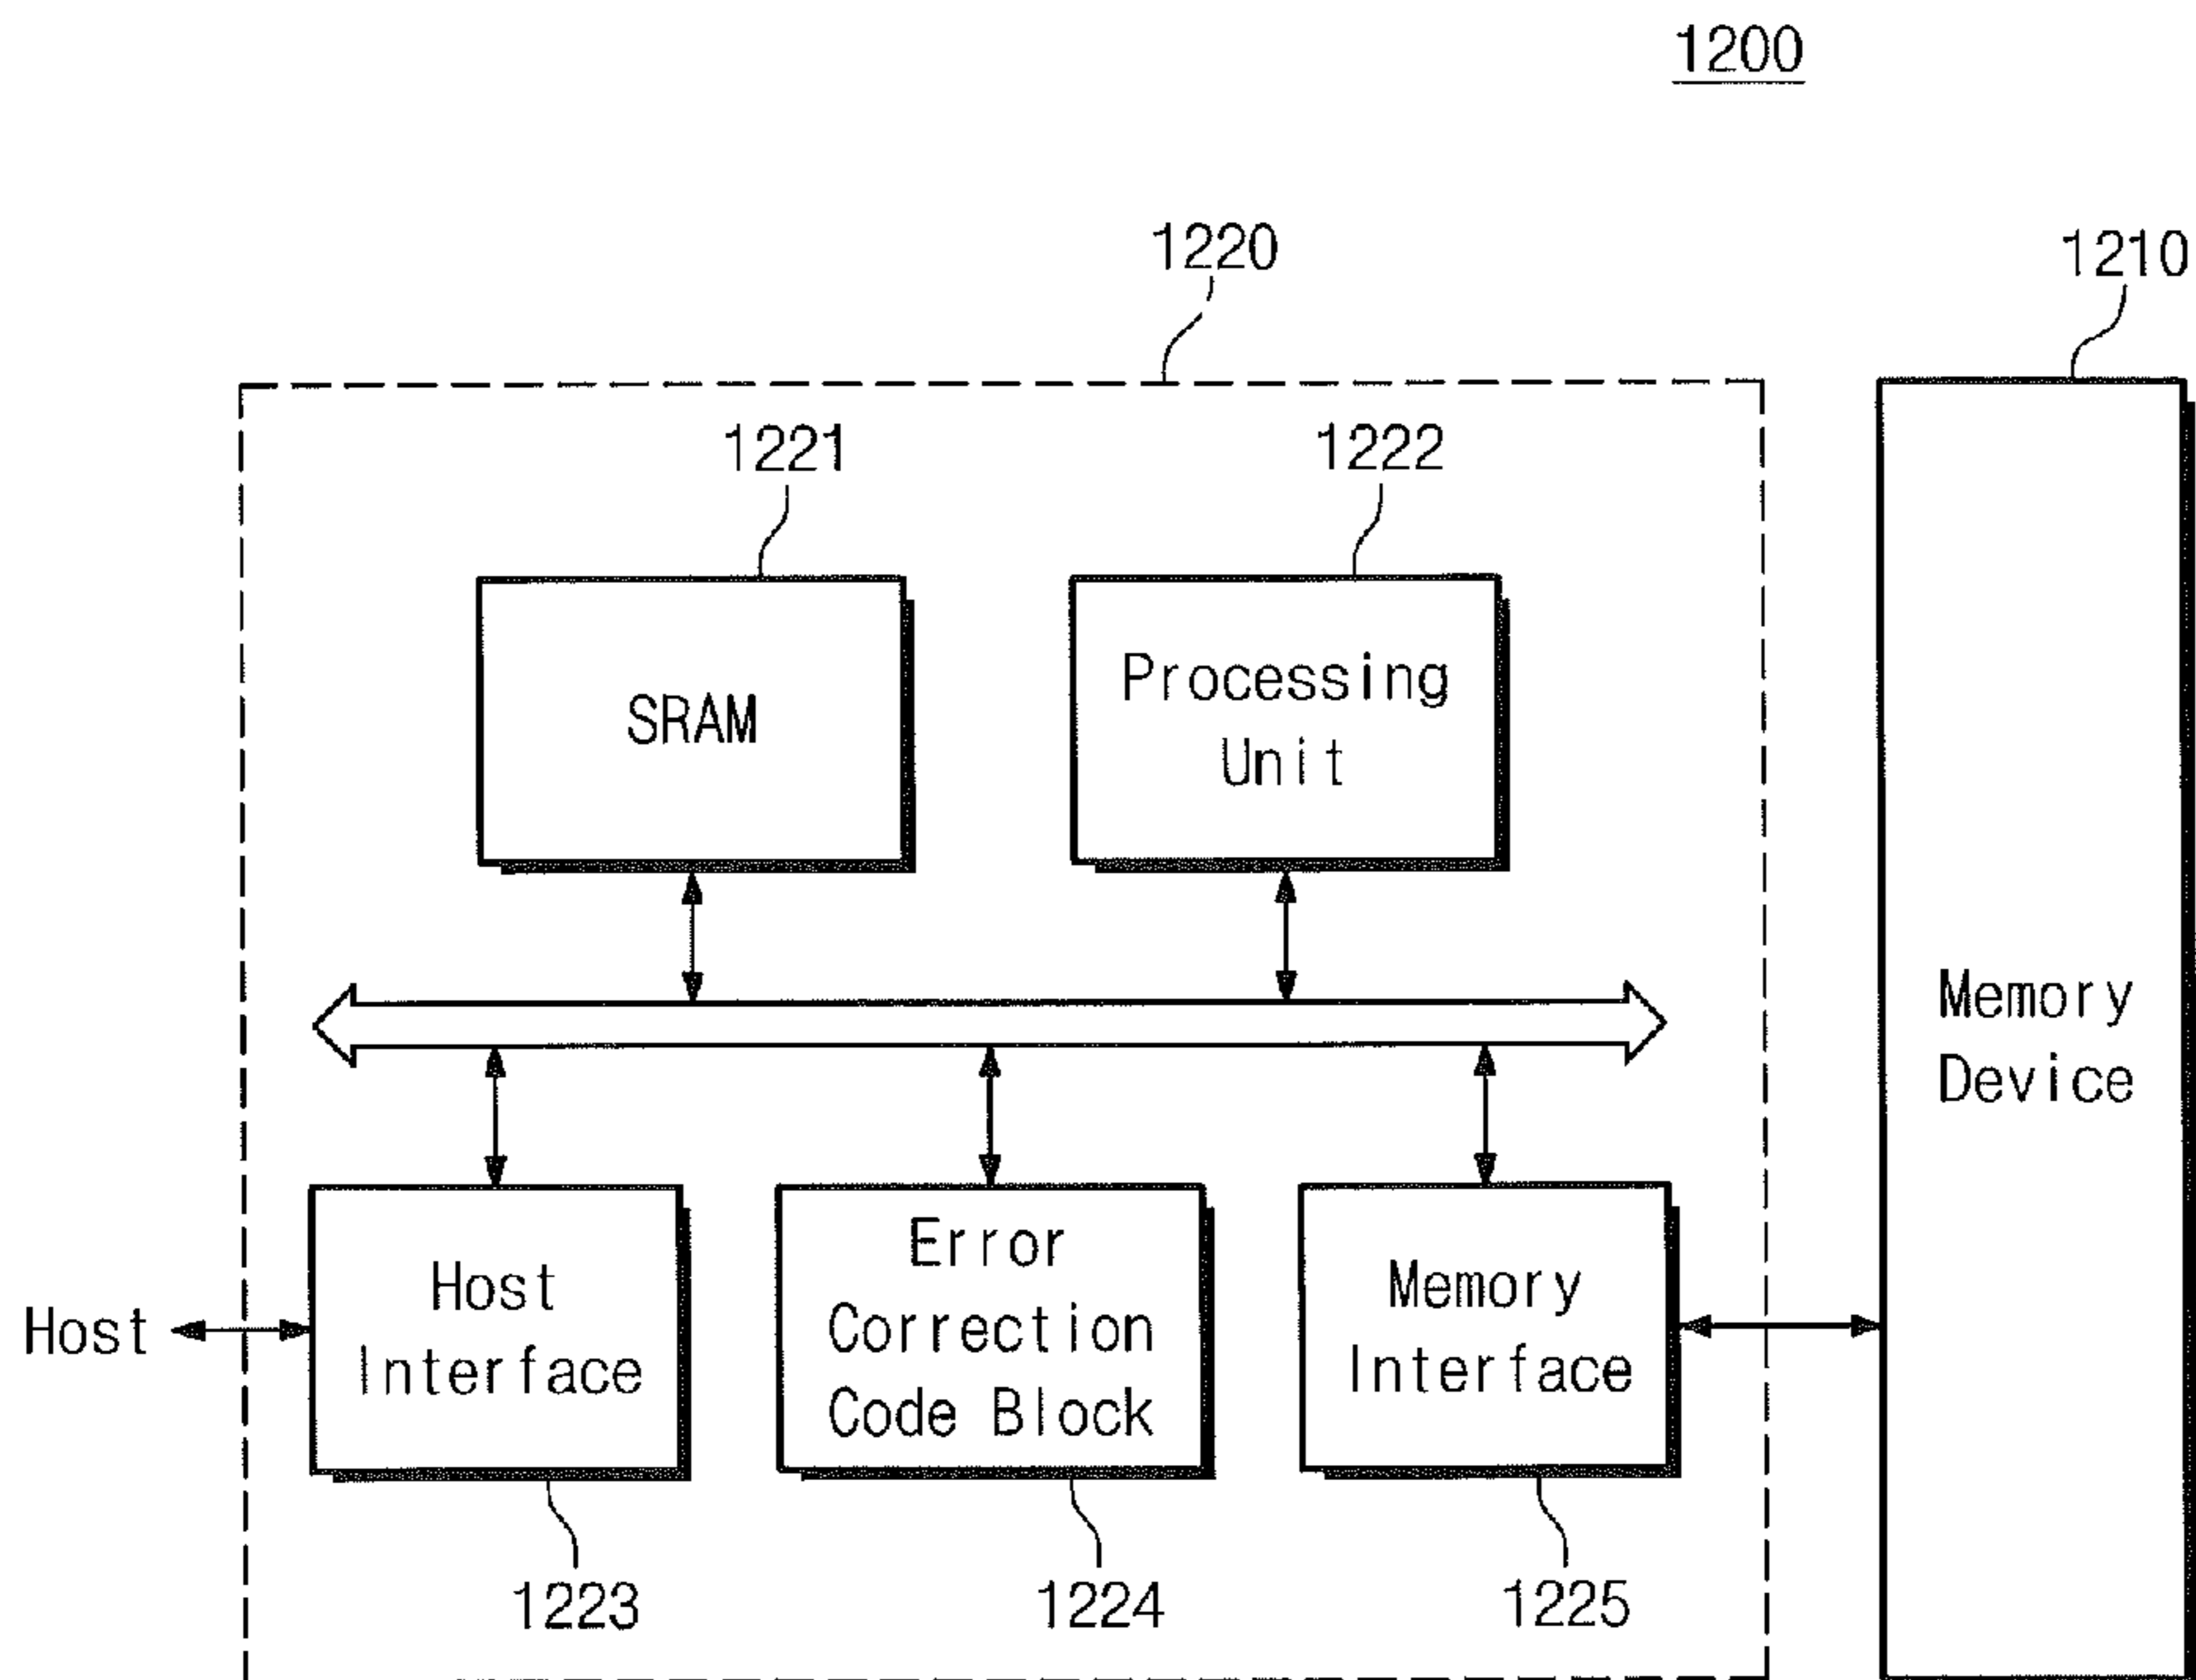 1200
1220
1210
1221
1222
SRAM
Processing
Unit
Memory
Device
Host
Host
Interface
Error
Correction
Code Block
Memory
Interface
1223
1224
1225